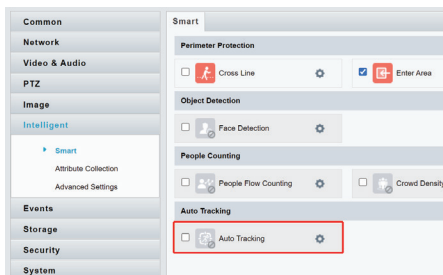 Common
Network
Video & Audio
PTZ
Image
Intelligent
Smart
Attribute Collection
Advanced Settings
Events
Storage
Security
System
Smart
Perimeter Protection
Cross Line
Enter Area
Object Detection
Face Detection
People Counting
People Flow Counting
Crowd Density
Auto Tracking
Auto Tracking